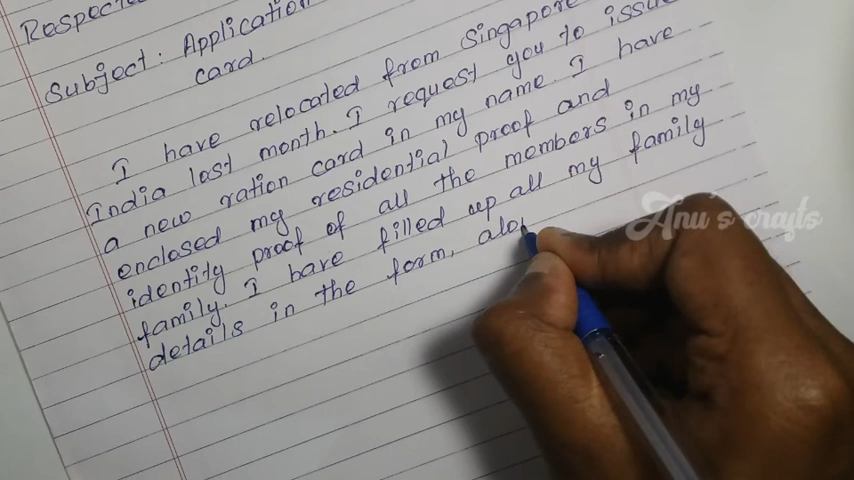 Subject: Application
card.
I have relocated from Singapore
India last month. I request you to issue
a new ration card in my name. I have
enclosed my residential proof and
identity proof of all the members in my
family. I have filled up all my family
details in the form, alo
Anu's crafts